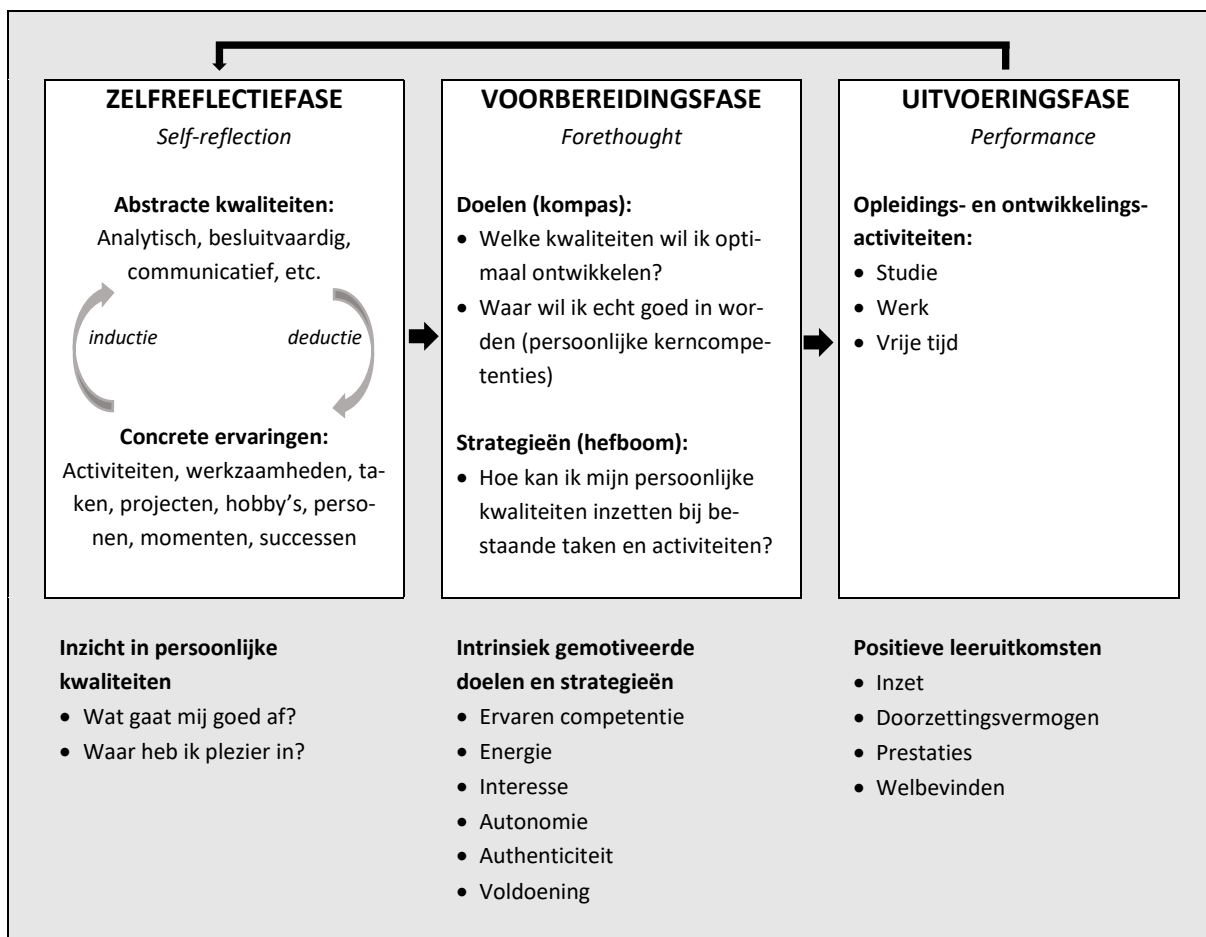 ZELFREFLECTIEFASE
Self-reflection
Abstracte kwaliteiten:
Analytisch, besluitvaardig,
communicatief, etc.
inductie
deductie
Concrete ervaringen:
Activiteiten, werkzaamheden, ta-
ken, projecten, hobby’s, perso-
nen, momenten, successen
VOORBEREIDINGSFASE
Forethought
Doelen (kompas):
• Welke kwaliteiten wil ik opti-
maal ontwikkelen?
• Waar wil ik echt goed in wor-
den (persoonlijke kerncompe-
tenties)
Strategieën (hefboom):
• Hoe kan ik mijn persoonlijke
kwaliteiten inzetten bij be-
staande taken en activiteiten?
UITVOERINGSFASE
Performance
Opleidings- en ontwikkelings-
activiteiten:
• Studie
• Werk
• Vrije tijd
Inzicht in persoonlijke
kwaliteiten
• Wat gaat mij goed af?
• Waar heb ik plezier in?
Intrinsiek gemotiveerde
doelen en strategieën
• Ervaren competentie
• Energie
• Interesse
• Autonomie
• Authenticiteit
• Voldoening
Positieve leeruitkomsten
• Inzet
• Doorzettingsvermogen
• Prestaties
• Welbevinden